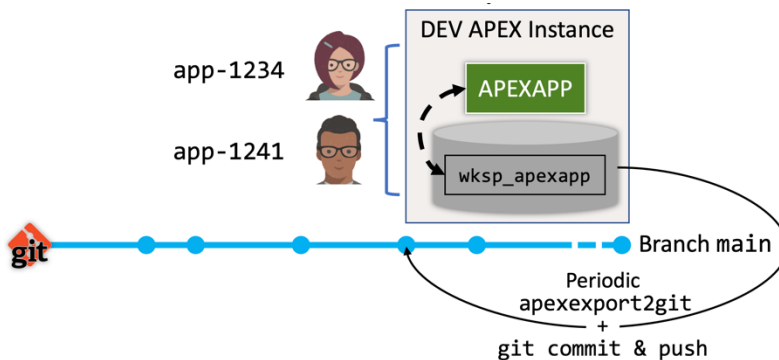 DEV APEX Instance
app-1234
APEXAPP
app-1241
wksp_apexapp
git
Branch main
Periodic
apexexport2git
+
git commit & push